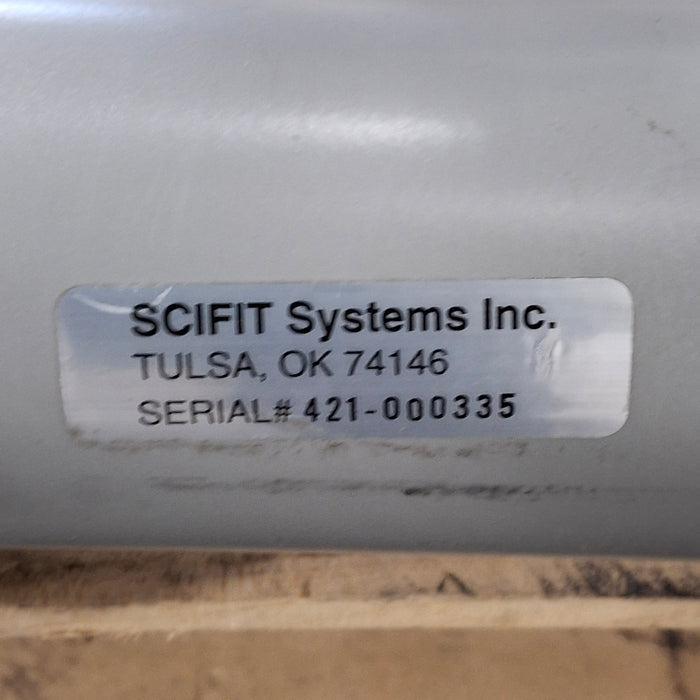 SCIFIT Systems Inc.
TULSA, OK 74146
SERIAL# 421-000335